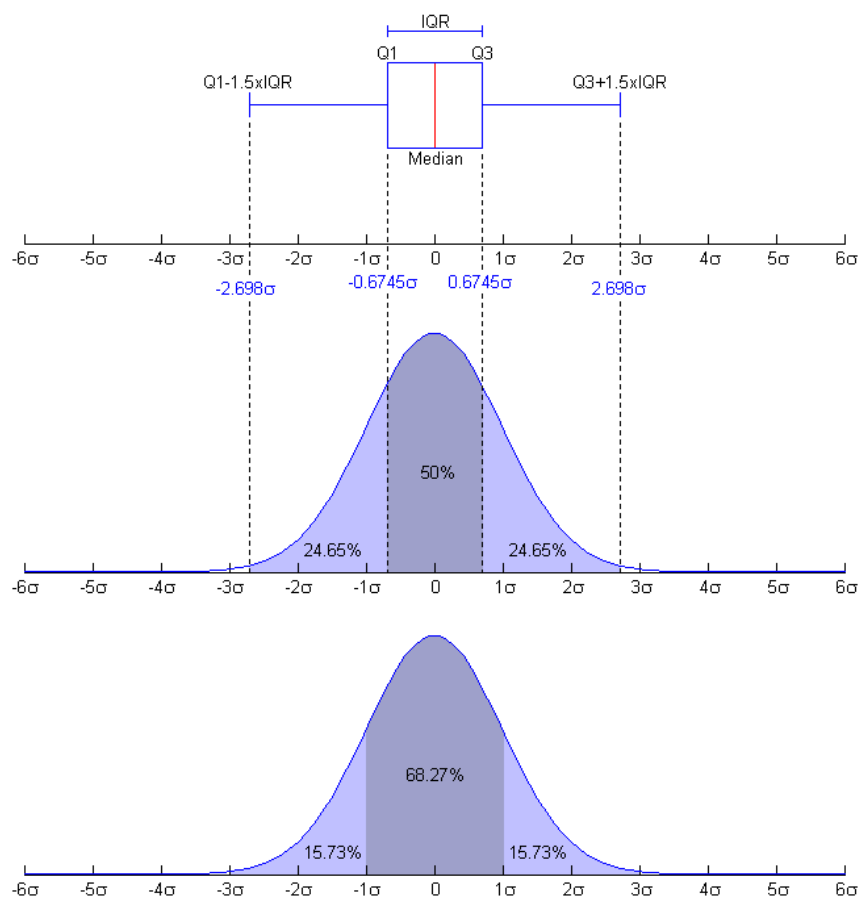 IQR
Q1 Q3
Q1-1.5xIQR Q3+1.5xIQR
Median
-6σ -5σ -4σ -3σ -2σ -1σ 0 1σ 2σ 3σ 4σ 5σ 6σ
-2.698σ -0.6745σ 0.6745σ 2.698σ
50%
24.65% 24.65%
-6σ -5σ -4σ -3σ -2σ -1σ 0 1σ 2σ 3σ 4σ 5σ 6σ
68.27%
15.73% 15.73%
-6σ -5σ -4σ -3σ -2σ -1σ 0 1σ 2σ 3σ 4σ 5σ 6σ